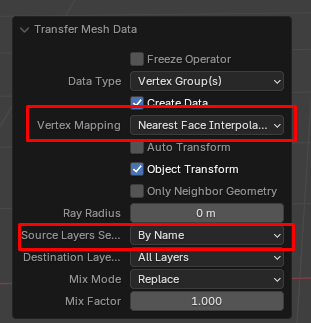 Transfer Mesh Data
Freeze Operator
Data Type Vertex Group(s)
Create Data
Vertex Mapping Nearest Face Interpola...
Auto Transform
Object Transform
Only Neighbor Geometry
Ray Radius 0 m
Source Layers Se... By Name
Destination Laye... All Layers
Mix Mode Replace
Mix Factor 1.000